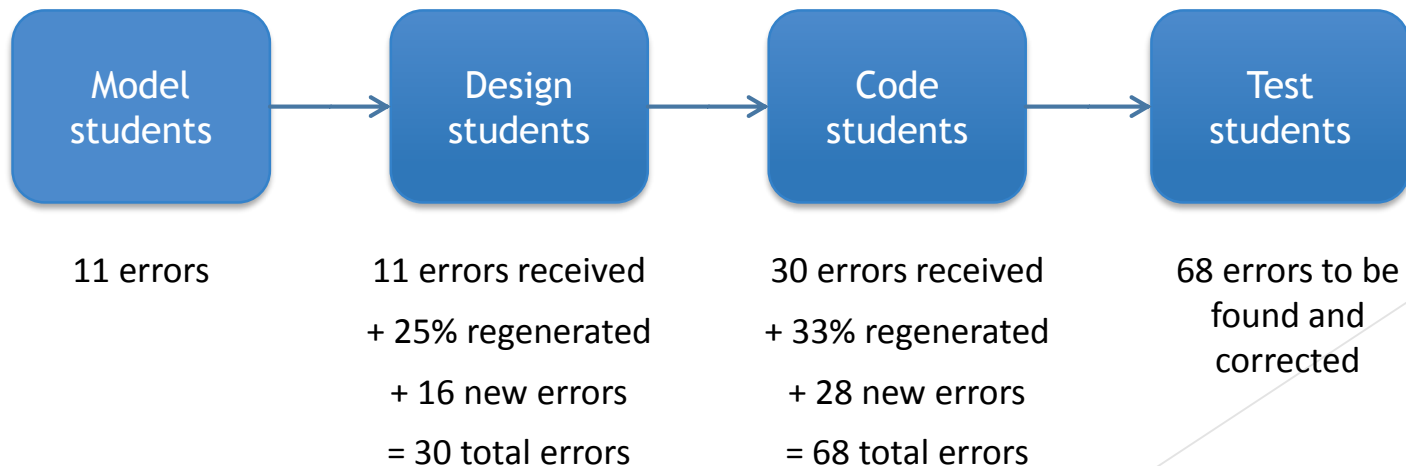 Model
students
Design
students
Code
students
Test
students
11 errors
11 errors received
+ 25% regenerated
+ 16 new errors
= 30 total errors
30 errors received
+ 33% regenerated
+ 28 new errors
= 68 total errors
68 errors to be
found and
corrected